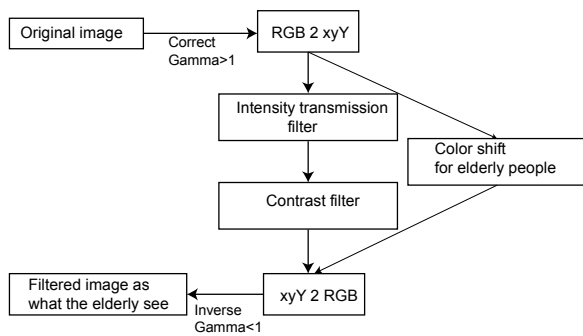 Original image
Correct
Gamma>1
RGB 2 xyY
Intensity transmission
filter
Color shift
for elderly people
Contrast filter
xyY 2 RGB
Inverse
Gamma<1
Filtered image as
what the elderly see